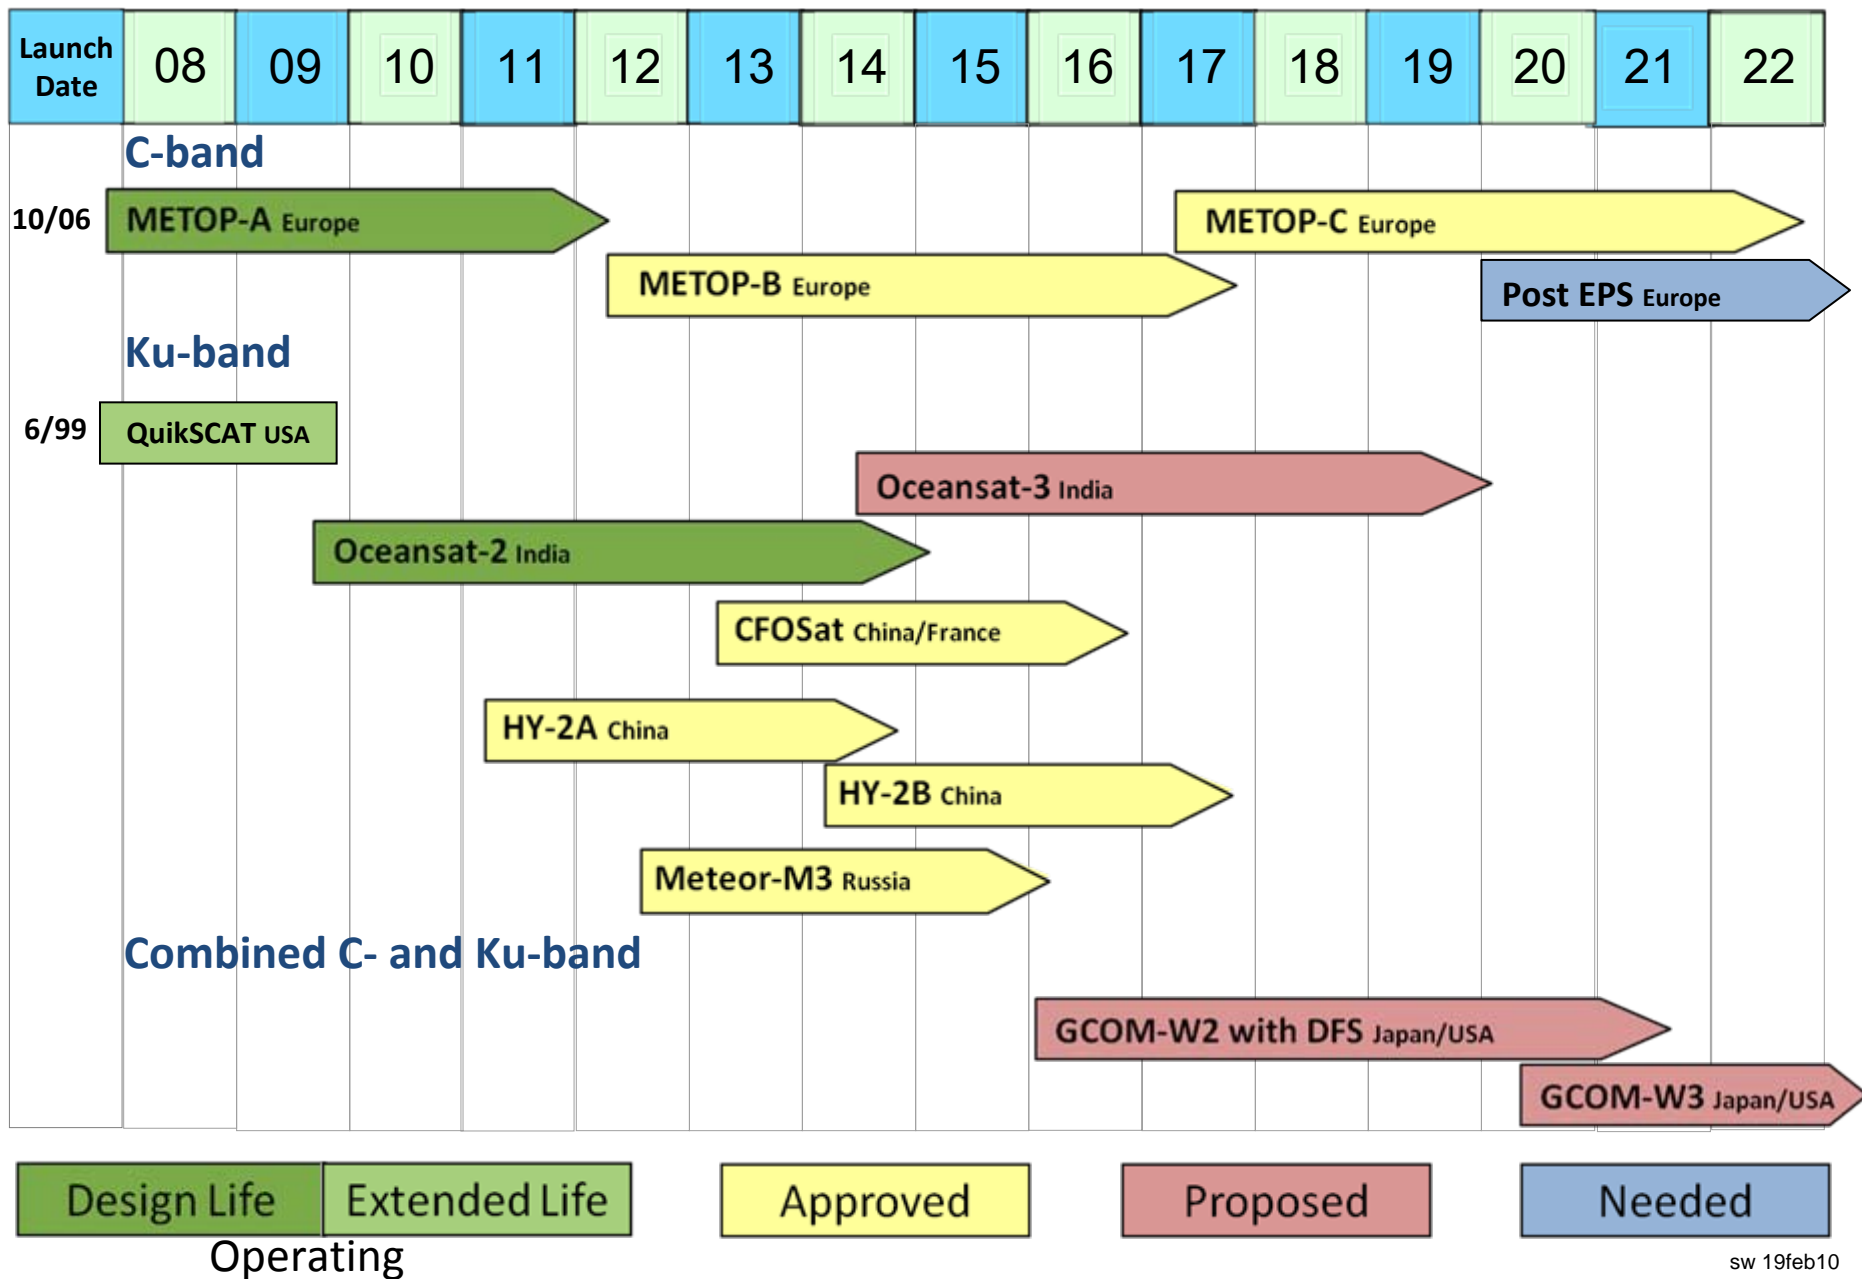 Launch Date 08 09 10 11 12 13 14 15 16 17 18 19 20 21 22
C-band
10/06 METOP-A Europe METOP-C Europe
METOP-B Europe Post EPS Europe
Ku-band
6/99 QuikSCAT USA
Oceansat-3 India
Oceansat-2 India
CFOSat China/France
HY-2A China
HY-2B China
Meteor-M3 Russia
Combined C- and Ku-band
GCOM-W2 with DFS Japan/USA
GCOM-W3 Japan/USA
Design Life Extended Life Approved Proposed Needed
Operating
sw 19feb10